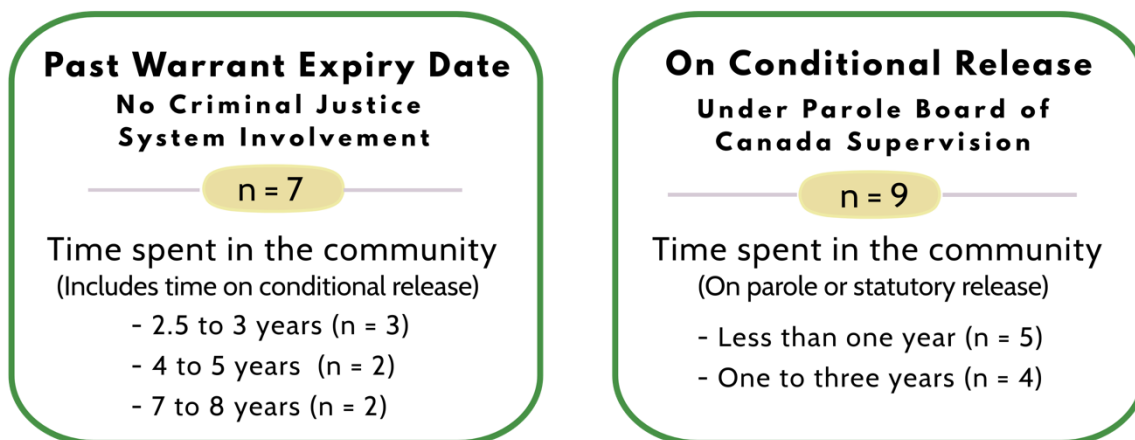 Past Warrant Expiry Date
No Criminal Justice
System Involvement
n = 7
Time spent in the community
(Includes time on conditional release)
- 2.5 to 3 years (n = 3)
- 4 to 5 years (n = 2)
- 7 to 8 years (n = 2)
On Conditional Release
Under Parole Board of
Canada Supervision
n = 9
Time spent in the community
(On parole or statutory release)
- Less than one year (n = 5)
- One to three years (n = 4)